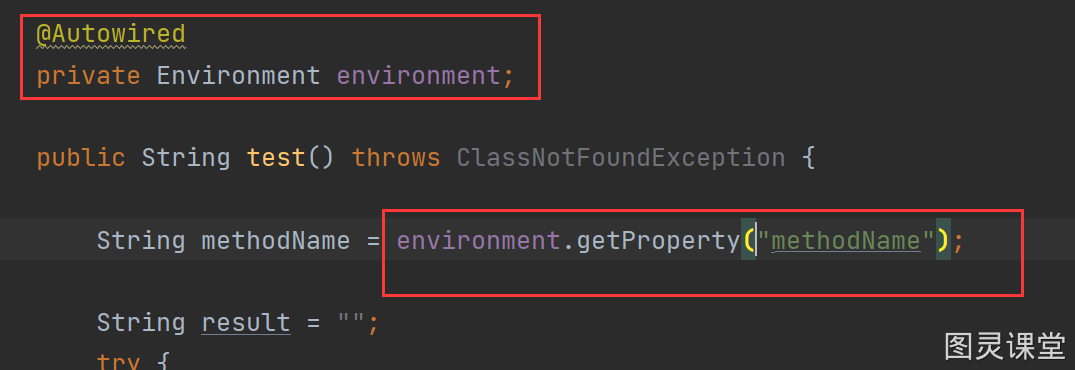 @Autowired
private Environment environment;
public String test() throws ClassNotFoundException {
String methodName = environment.getProperty("methodName");
String result = "";
try {
图灵课堂